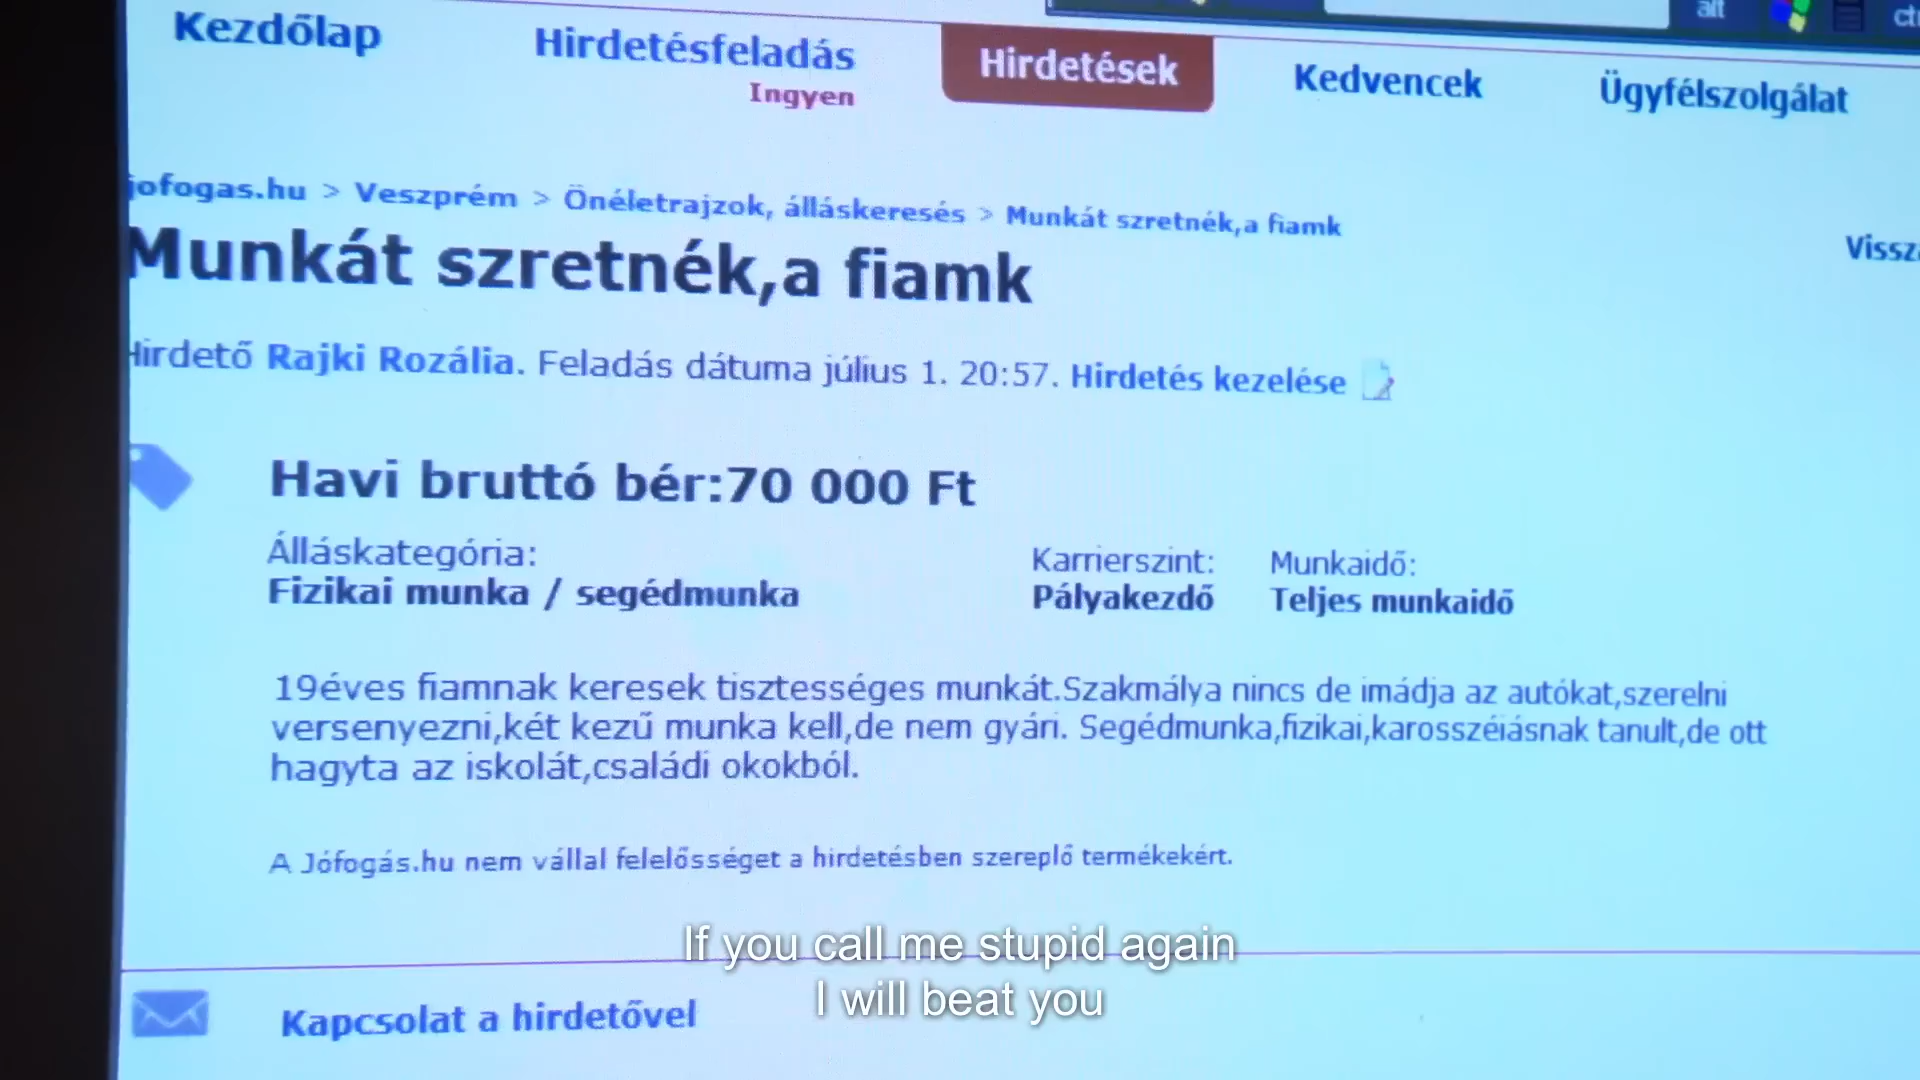 alt
Kezdőlap
Hirdetésfeladás
Ingyen
Hirdetések
Kedvencek
Ügyfélszolgálat
jofogas.hu > Veszprém > Önéletrajzok, álláskeresés > Munkát szretnék,a fiamk
Munkát szretnék,a fiamk
Hirdető Rajki Rozália. Feladás dátuma július 1. 20:57. Hirdetés kezelése
Havi bruttó bér:70 000 Ft
Álláskategória:
Fizikai munka / segédmunka
Karrierszint:
Pályakezdő
Munkaidő:
Teljes munkaidő
19éves fiamnak keresek tisztességes munkát.Szakmálya nincs de imádja az autókat,szerelni
versenyezni,két kezű munka kell,de nem gyári. Segédmunka,fizikai,karosszéiásnak tanult,de ott
hagyta az iskolát,családi okokból.
A Jófogás.hu nem vállal felelősséget a hirdetésben szereplő termékekért.
If you call me stupid again
I will beat you
Kapcsolat a hirdetővel